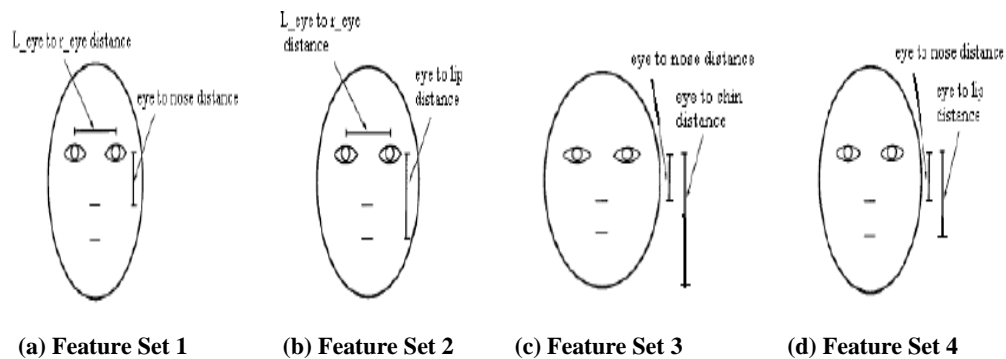 L_eye to r_eye distance
eye to nose distance
L_eye to r_eye
distance
eye to lip
distance
eye to nose distance
eye to chin
distance
eye to nose distance
eye to lip
distance
(a) Feature Set 1
(b) Feature Set 2
(c) Feature Set 3
(d) Feature Set 4